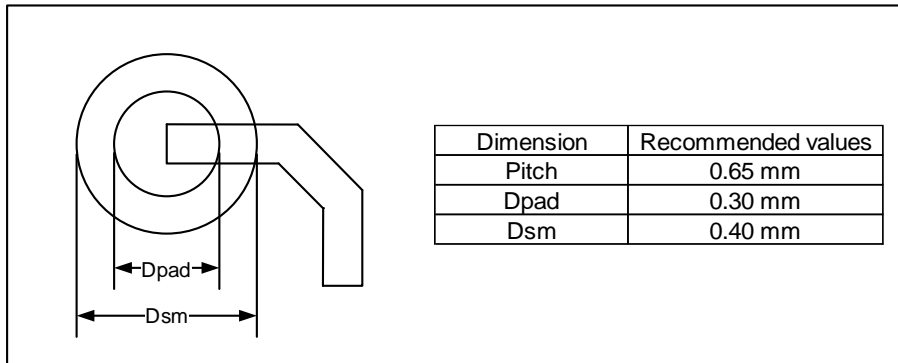 Dpad
Dsm
Dimension Recommended values
Pitch 0.65 mm
Dpad 0.30 mm
Dsm 0.40 mm